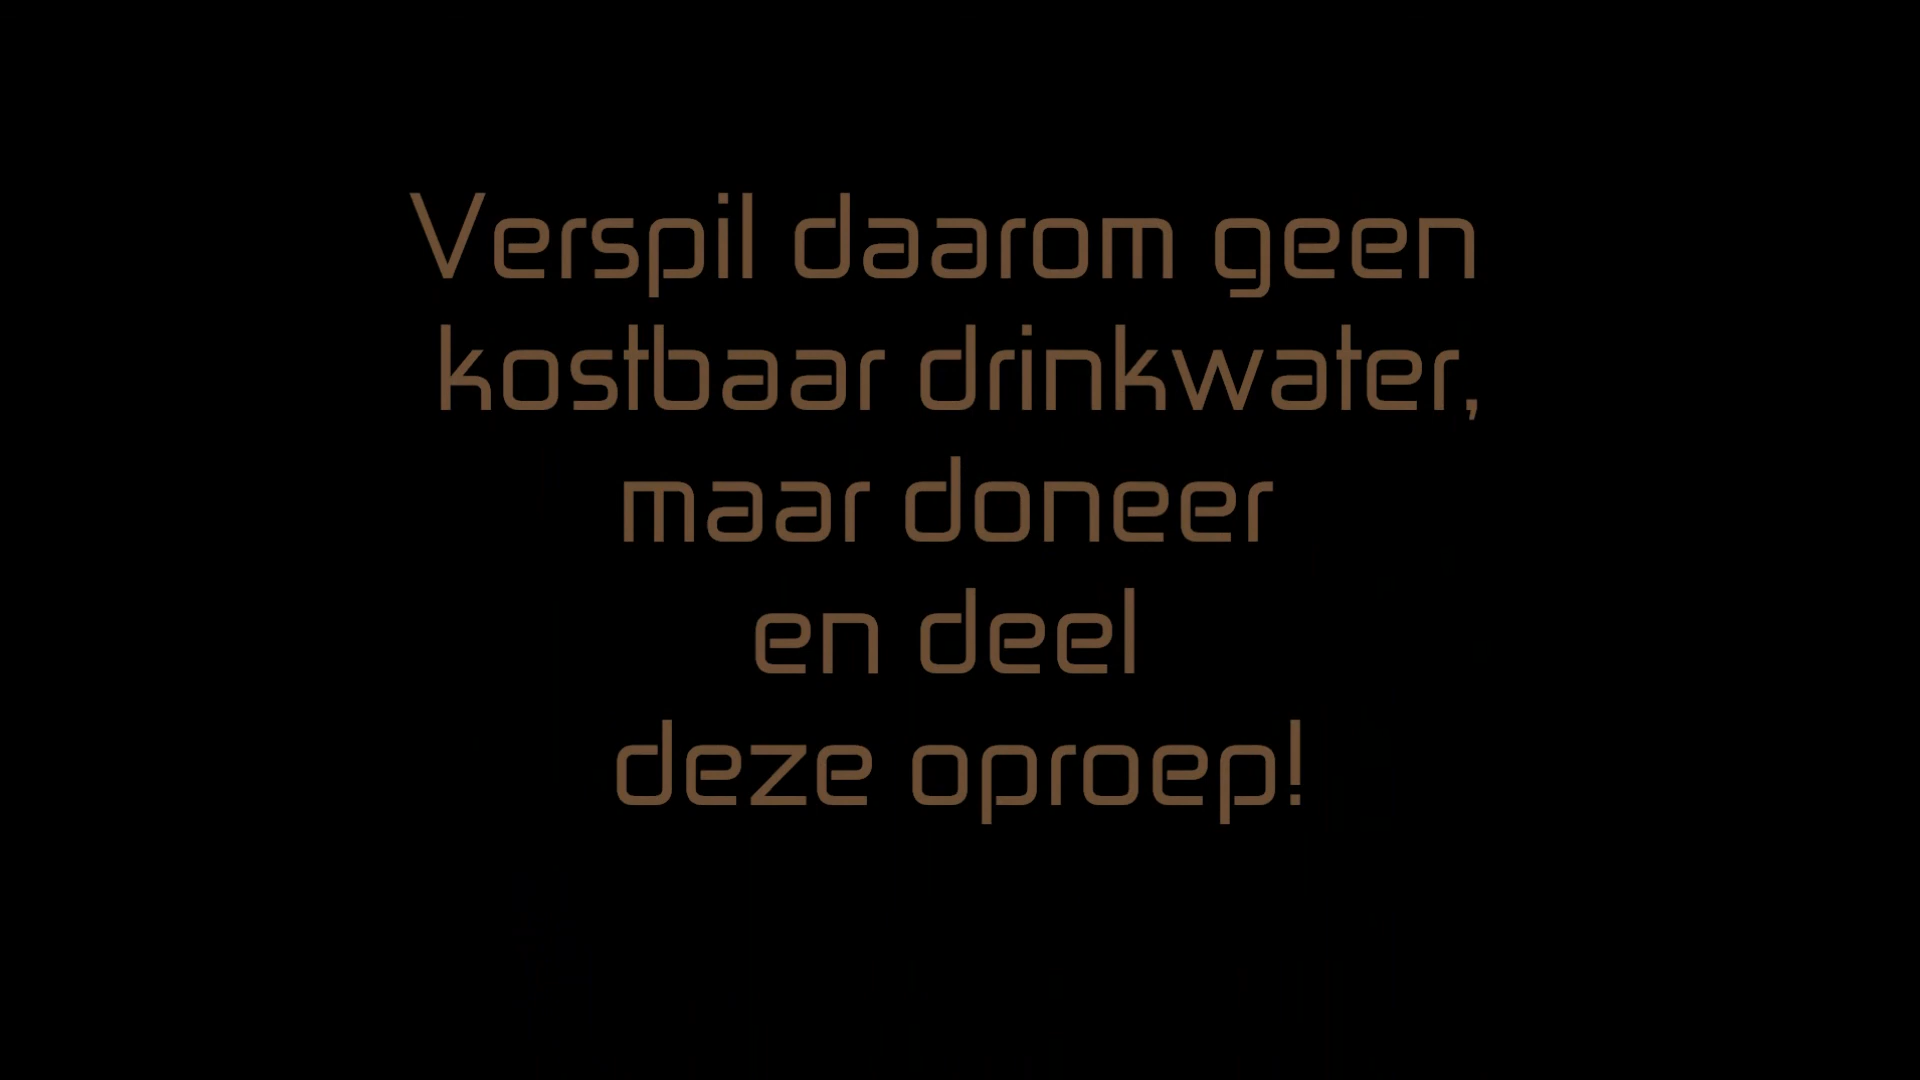 Verspil daarom geen
kostbaar drinkwater,
maar doneer
en deel
deze oproep!